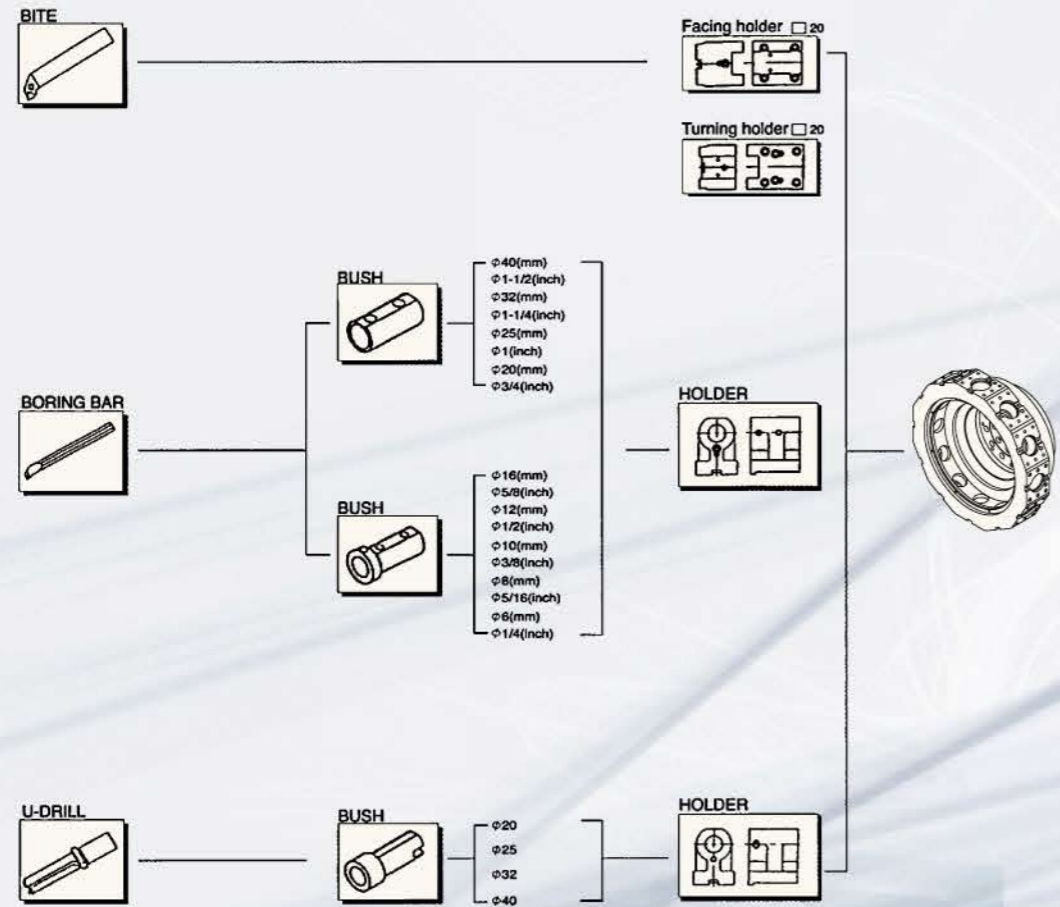 BITE
Facing holder □ 20
Turning holder □ 20
BUSH
φ40(mm)
φ1-1/2(inch)
φ32(mm)
φ1-1/4(inch)
φ25(mm)
φ1(inch)
φ20(mm)
φ3/4(inch)
BORING BAR
HOLDER
BUSH
φ16(mm)
φ5/8(inch)
φ12(mm)
φ1/2(inch)
φ10(mm)
φ3/8(inch)
φ8(mm)
φ5/16(inch)
φ6(mm)
φ1/4(inch)
U-DRILL
BUSH
φ20
φ25
φ32
φ40
HOLDER